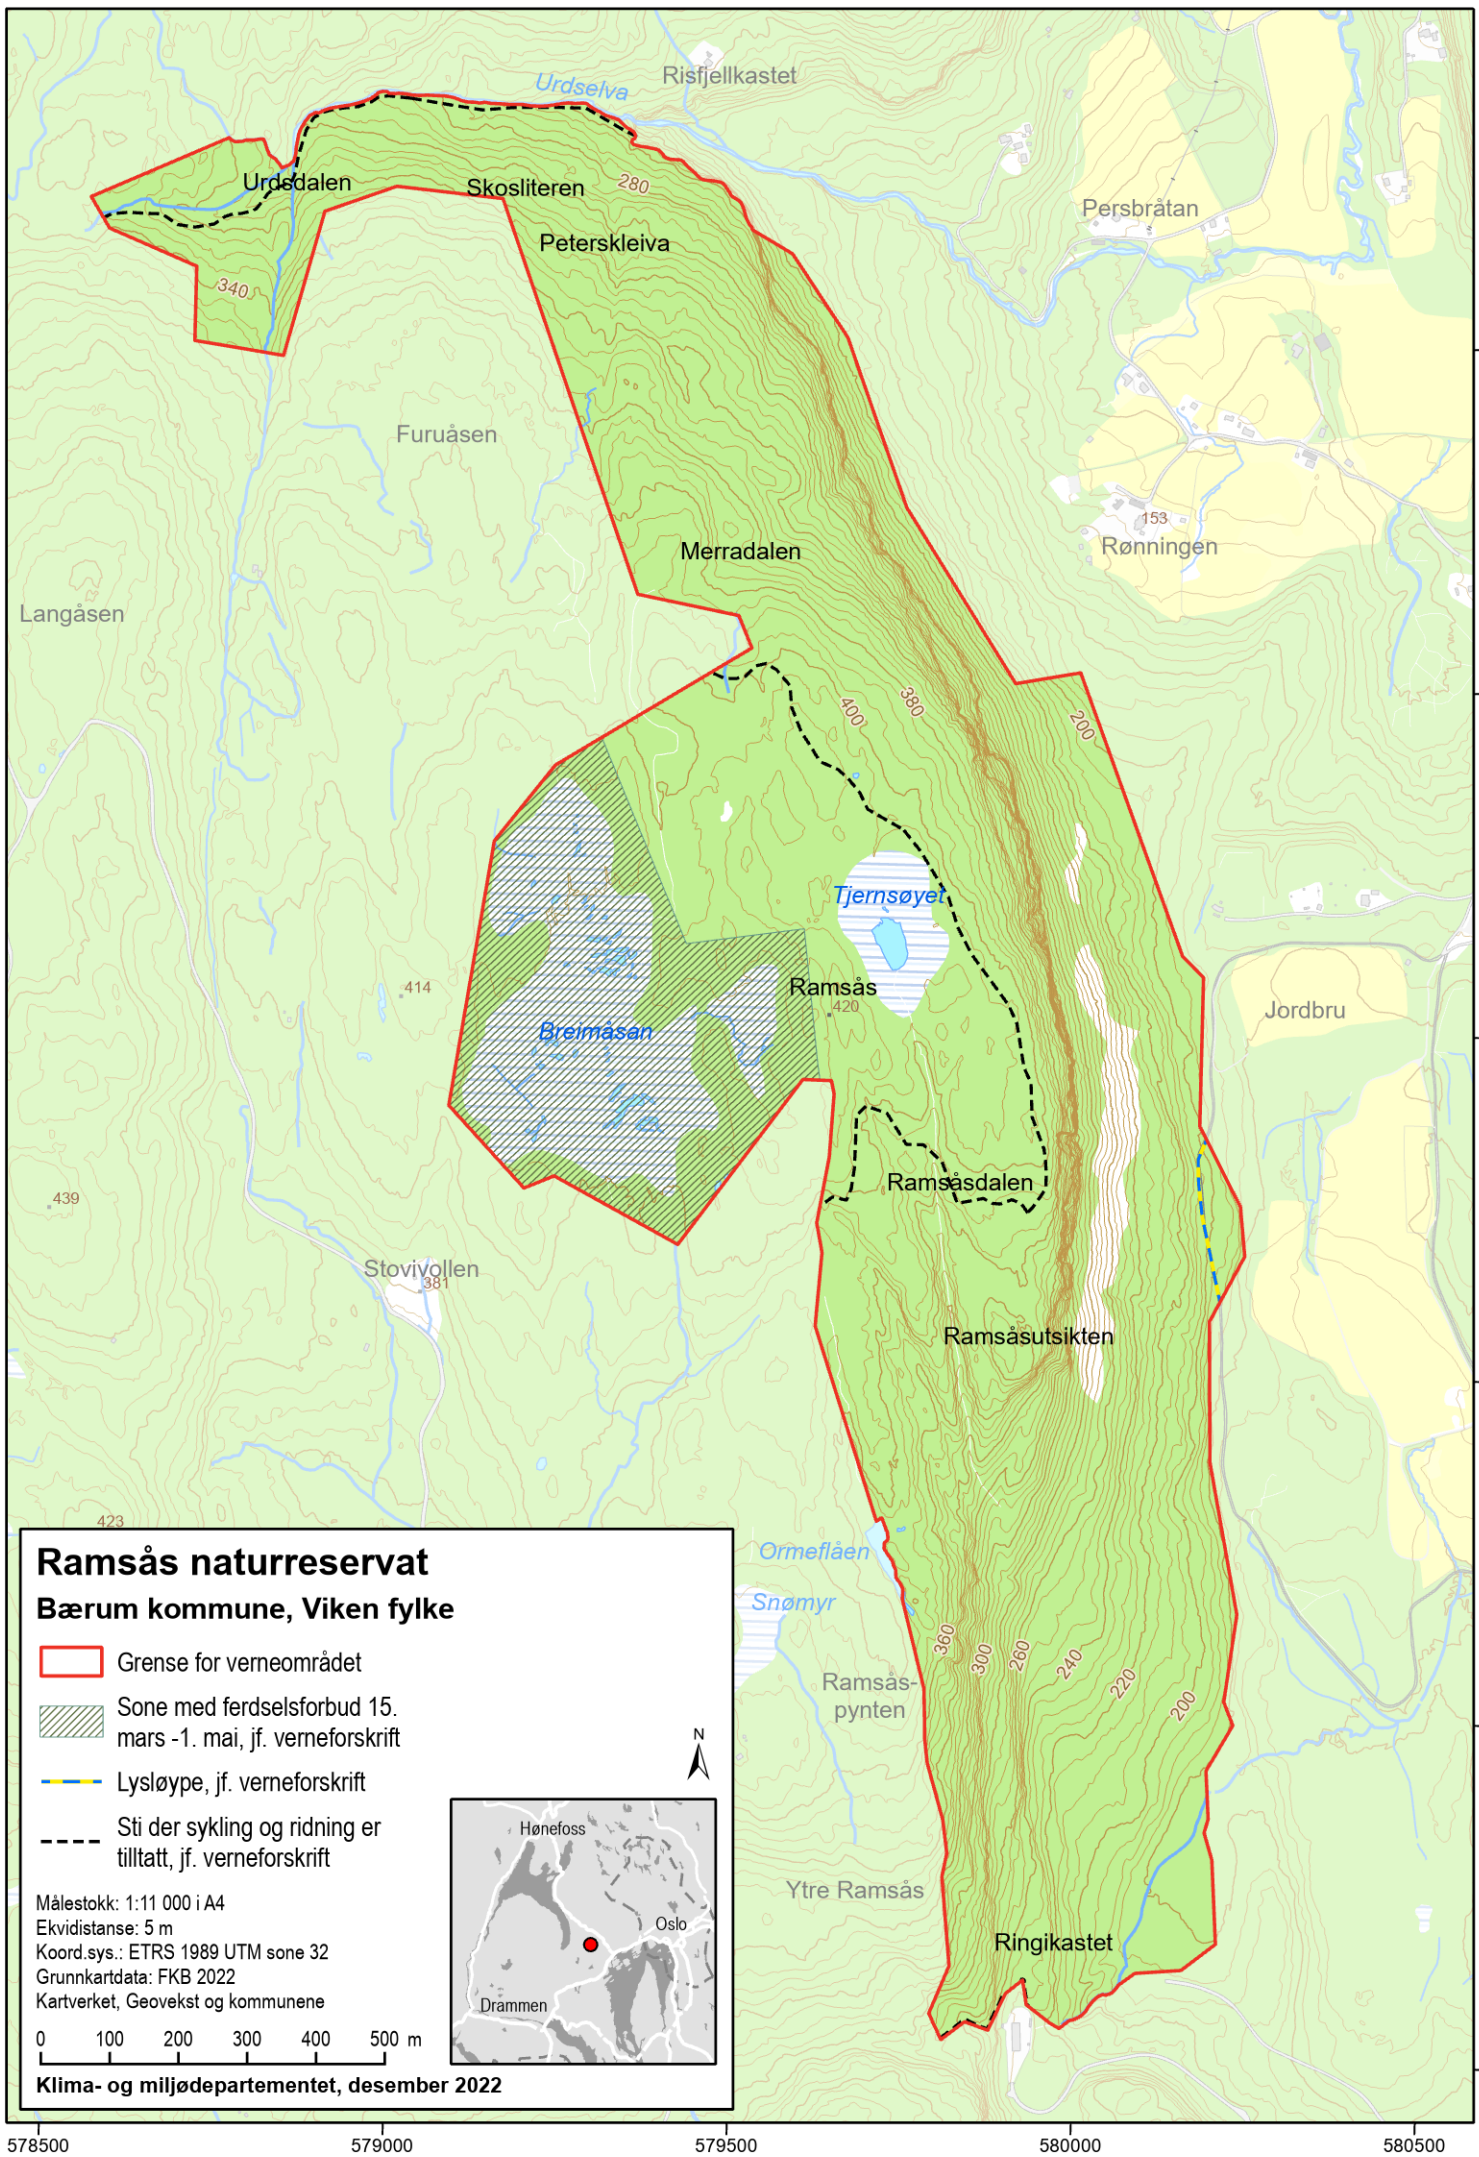 Risfjellkastet
Urdselva
Urdsdalen
Skosliteren
280
Persbråtan
Peterskleiva
340
Furuåsen
153
Rønningen
Merradalen
Langåsen
400
380
200
Tjernsøyet
414
Ramsås
420
Jordbru
Breimåsan
439
Ramsåsdalen
Stovivollen
381
Ramsåsutsikten
423
Ormeflåen
Snømyr
360
300
260
240
220
200
Ramsås-
pynten
Ytre Ramsås
Ringikastet
Ramsås naturreservat
Bærum kommune, Viken fylke
Grense for verneområdet
Sone med ferdselsforbud 15.
mars -1. mai, jf. verneforskrift
Lysløype, jf. verneforskrift
Sti der sykling og ridning er
tilltatt, jf. verneforskrift
N
Hønefoss
Oslo
Drammen
Målestokk: 1:11 000 i A4
Ekvidistanse: 5 m
Koord.sys.: ETRS 1989 UTM sone 32
Grunnkartdata: FKB 2022
Kartverket, Geovekst og kommunene
0 100 200 300 400 500 m
Klima- og miljødepartementet, desember 2022
578500 579000 579500 580000 580500